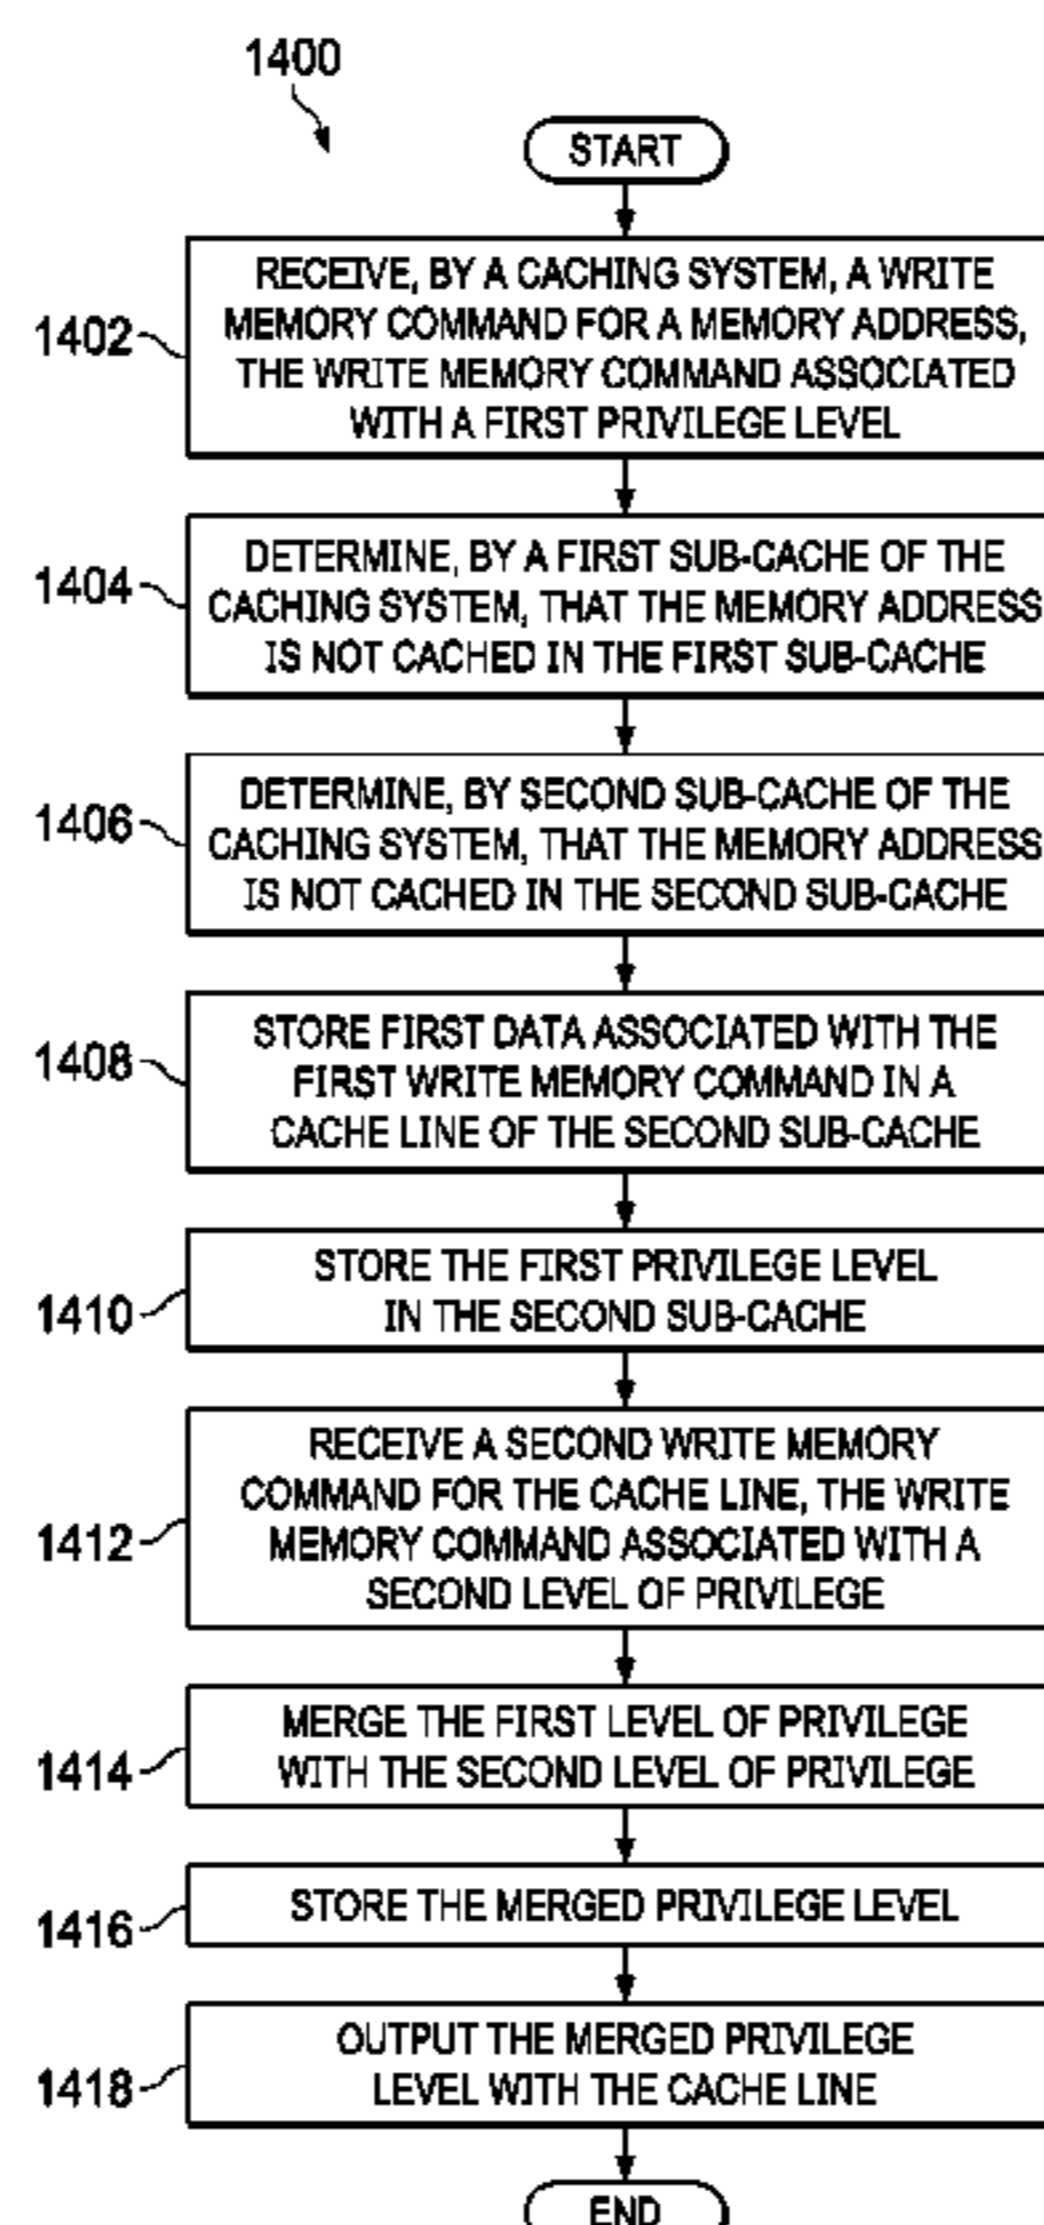 1400
START
1402
RECEIVE, BY A CACHING SYSTEM, A WRITE
MEMORY COMMAND FOR A MEMORY ADDRESS,
THE WRITE MEMORY COMMAND ASSOCIATED
WITH A FIRST PRIVILEGE LEVEL
1404
DETERMINE, BY A FIRST SUB-CACHE OF THE
CACHING SYSTEM, THAT THE MEMORY ADDRESS
IS NOT CACHED IN THE FIRST SUB-CACHE
1406
DETERMINE, BY SECOND SUB-CACHE OF THE
CACHING SYSTEM, THAT THE MEMORY ADDRESS
IS NOT CACHED IN THE SECOND SUB-CACHE
1408
STORE FIRST DATA ASSOCIATED WITH THE
FIRST WRITE MEMORY COMMAND IN A
CACHE LINE OF THE SECOND SUB-CACHE
1410
STORE THE FIRST PRIVILEGE LEVEL
IN THE SECOND SUB-CACHE
1412
RECEIVE A SECOND WRITE MEMORY
COMMAND FOR THE CACHE LINE, THE WRITE
MEMORY COMMAND ASSOCIATED WITH A
SECOND LEVEL OF PRIVILEGE
1414
MERGE THE FIRST LEVEL OF PRIVILEGE
WITH THE SECOND LEVEL OF PRIVILEGE
1416
STORE THE MERGED PRIVILEGE LEVEL
1418
OUTPUT THE MERGED PRIVILEGE
LEVEL WITH THE CACHE LINE
END